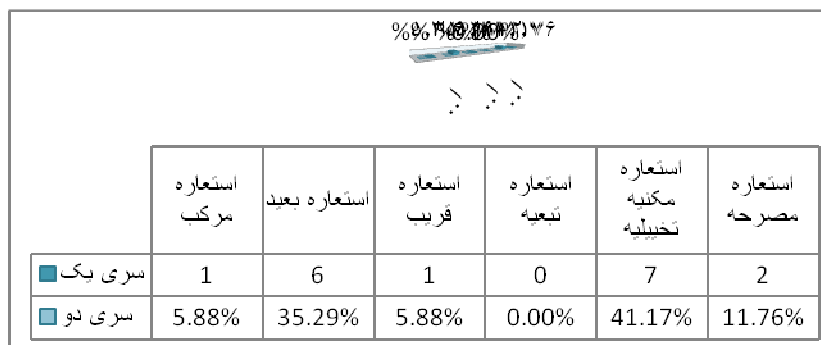 استعاره مصرحه
استعاره مکنیه تخییلیه
استعاره تبعیه
استعاره قریب
استعاره بعید
استعاره مرکب
سری یک 1 6 1 0 7 2
سری دو 5.88% 35.29% 5.88% 0.00% 41.17% 11.76%